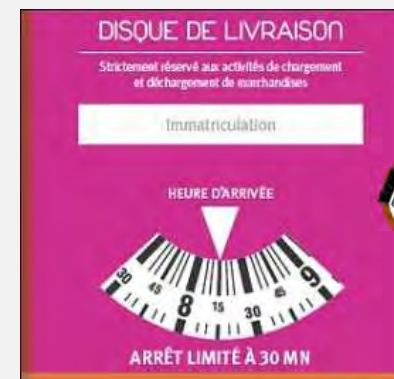 DISQUE DE LIVRAISON
Strictement réservé aux activités de chargement
et déchargement de marchandises
Immatriculation
HEURE D'ARRIVÉE
30 45 8 15 30 45 9
ARRÊT LIMITÉ À 30 MN